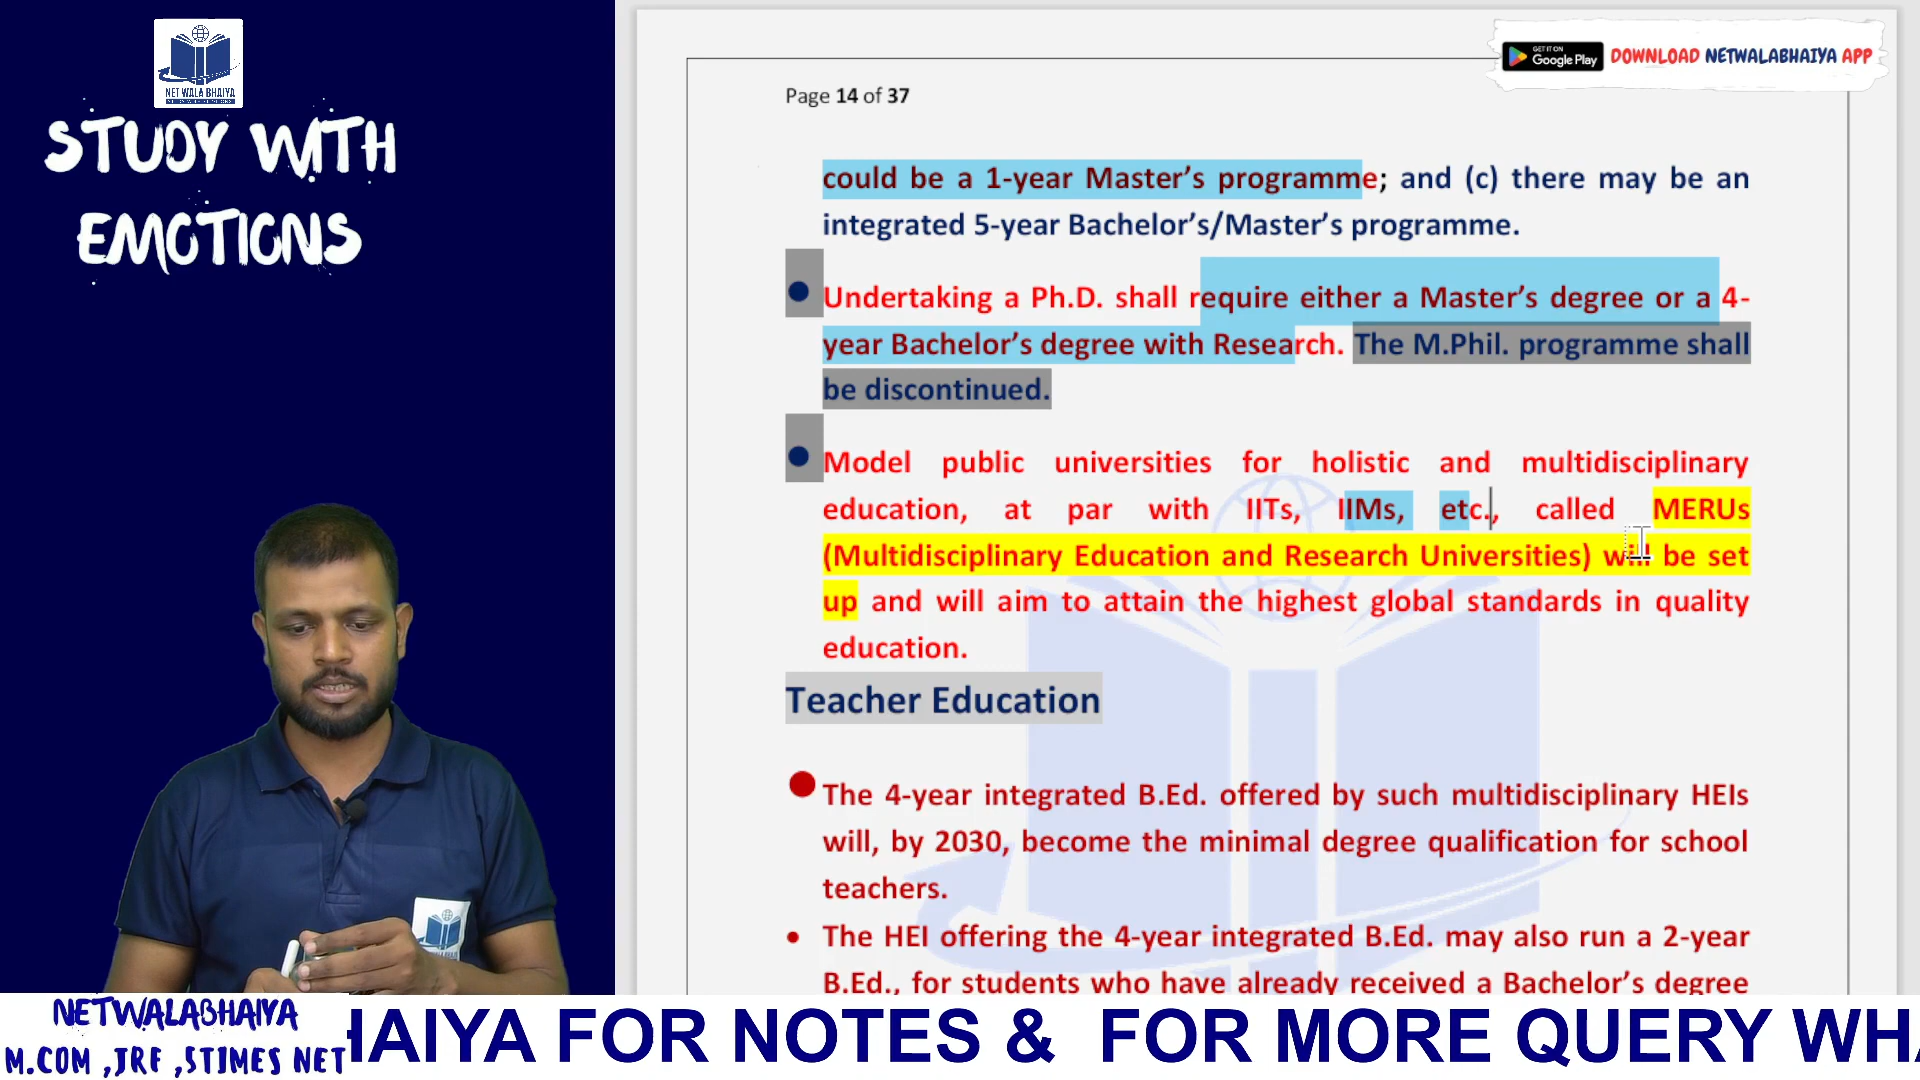 NET WALA BHAIYA
STUDY WITH
EMOTIONS
GET IT ON
Google Play
DOWNLOAD NETWALABHAIYA APP
Page 14 of 37
could be a 1-year Master’s programme; and (c) there may be an
integrated 5-year Bachelor’s/Master’s programme.
Undertaking a Ph.D. shall require either a Master’s degree or a 4-
year Bachelor’s degree with Research. The M.Phil. programme shall
be discontinued.
Model public universities for holistic and multidisciplinary
education, at par with IITs, IIMs, etc., called MERUs
(Multidisciplinary Education and Research Universities) will be set
up and will aim to attain the highest global standards in quality
education.
Teacher Education
The 4-year integrated B.Ed. offered by such multidisciplinary HEIs
will, by 2030, become the minimal degree qualification for school
teachers.
The HEI offering the 4-year integrated B.Ed. may also run a 2-year
B.Ed., for students who have already received a Bachelor’s degree
NETWALABHAIYA
M.COM ,JRF ,5TIMES NET
HAIYA FOR NOTES & FOR MORE QUERY WHA